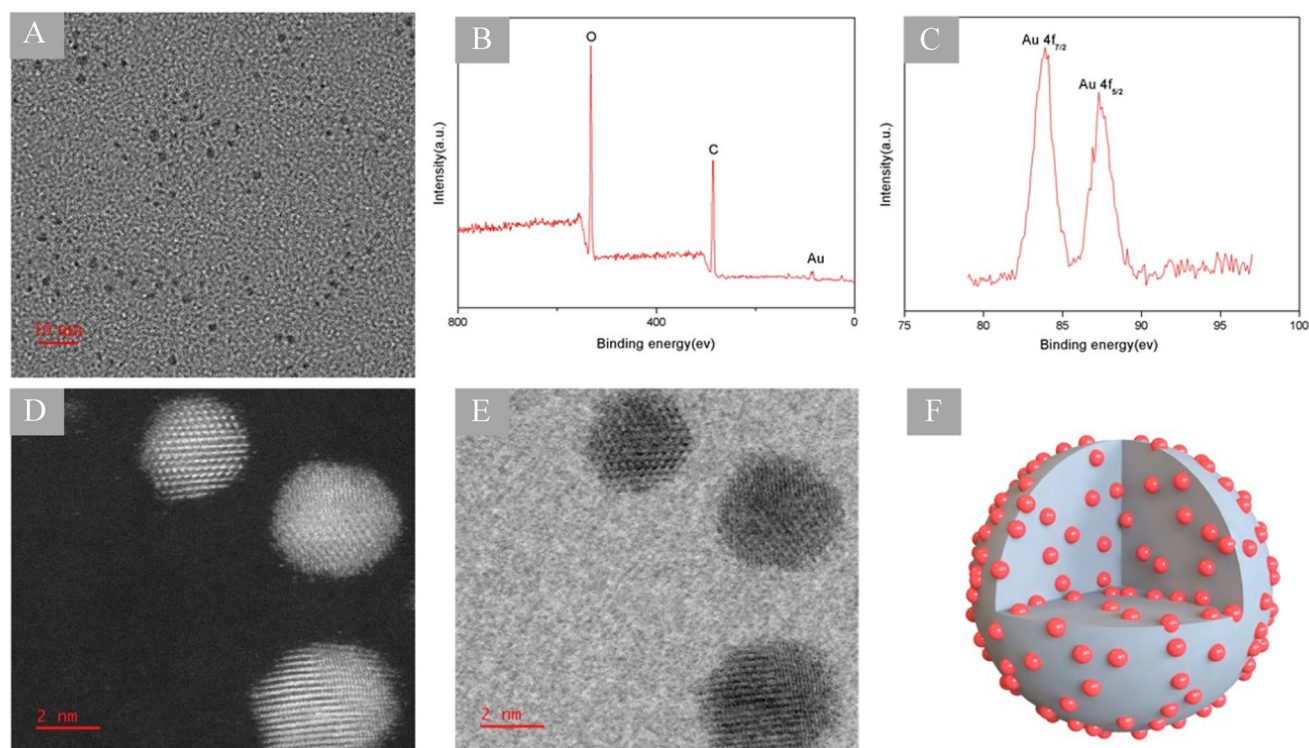 A
10 nm
B
O
C
Au
Intensity(a.u.)
800
400
0
Binding energy(ev)
C
Au 4f7/2
Au 4f5/2
Intensity(a.u.)
75
80
85
90
95
100
Binding energy(ev)
D
2 nm
E
2 nm
F